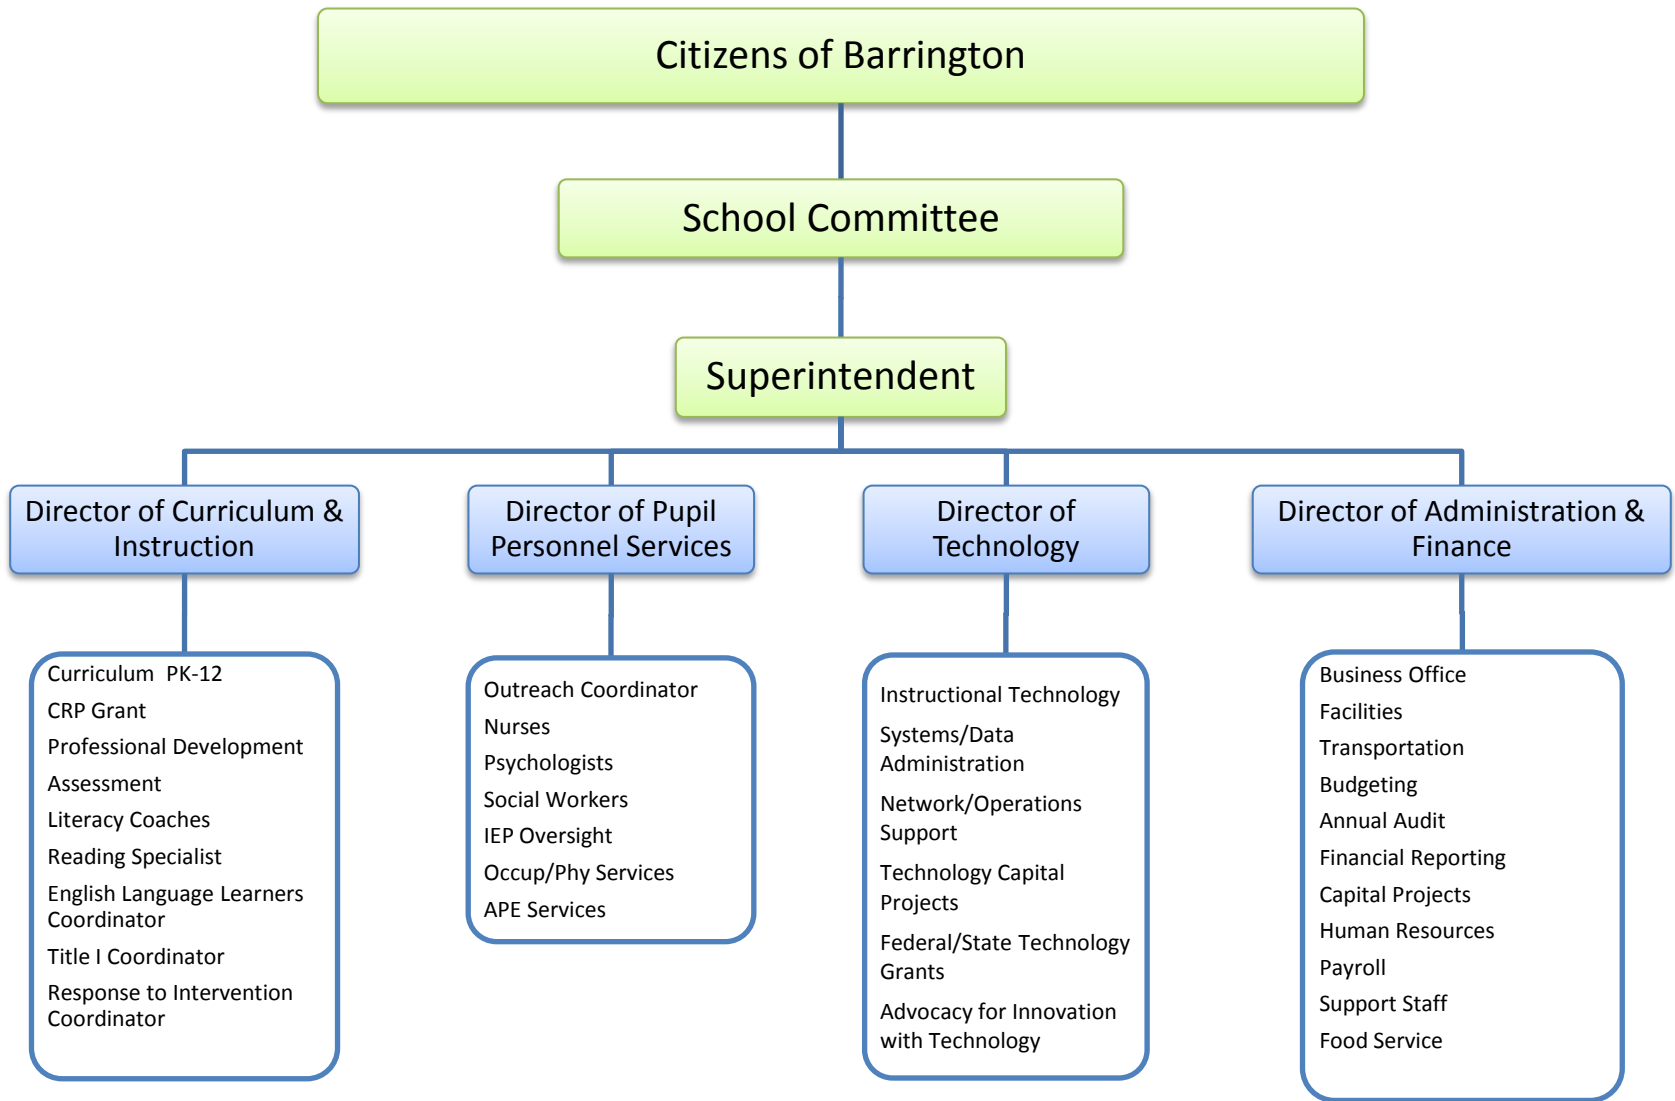 Citizens of Barrington
School Committee
Superintendent
Director of Curriculum &
Instruction
Director of Pupil
Personnel Services
Director of
Technology
Director of Administration &
Finance
Curriculum  PK-12
CRP Grant
Professional Development
Assessment
Literacy Coaches
Reading Specialist
English Language Learners
Coordinator
Title I Coordinator
Response to Intervention
Coordinator
Outreach Coordinator
Nurses
Psychologists
Social Workers
IEP Oversight
Occup/Phy Services
APE Services
Instructional Technology
Systems/Data
Administration
Network/Operations
Support
Technology Capital
Projects
Federal/State Technology
Grants
Advocacy for Innovation
with Technology
Business Office
Facilities
Transportation
Budgeting
Annual Audit
Financial Reporting
Capital Projects
Human Resources
Payroll
Support Staff
Food Service